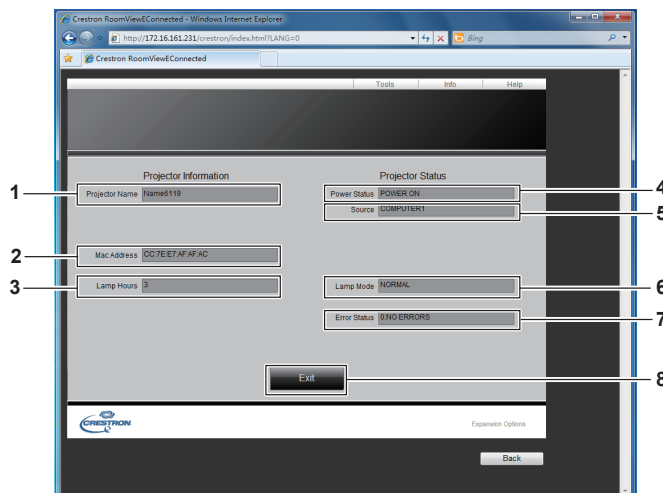 Crestron RoomViewEConnected - Windows Internet Explorer
http://172.16.161.231/crestron/index.html?LANG=0
Bing
Crestron RoomViewEConnected
Tools Info Help
Projector Information Projector Status
1 Projector Name Name6119 Power Status POWER ON 4
Source COMPUTER1 5
2 Mac Address CC:7E:E7:AF:AF:AC
3 Lamp Hours 3 Lamp Mode NORMAL 6
Error Status 0:NO ERRORS 7
Exit 8
CRESTRON Expansion Options
Back